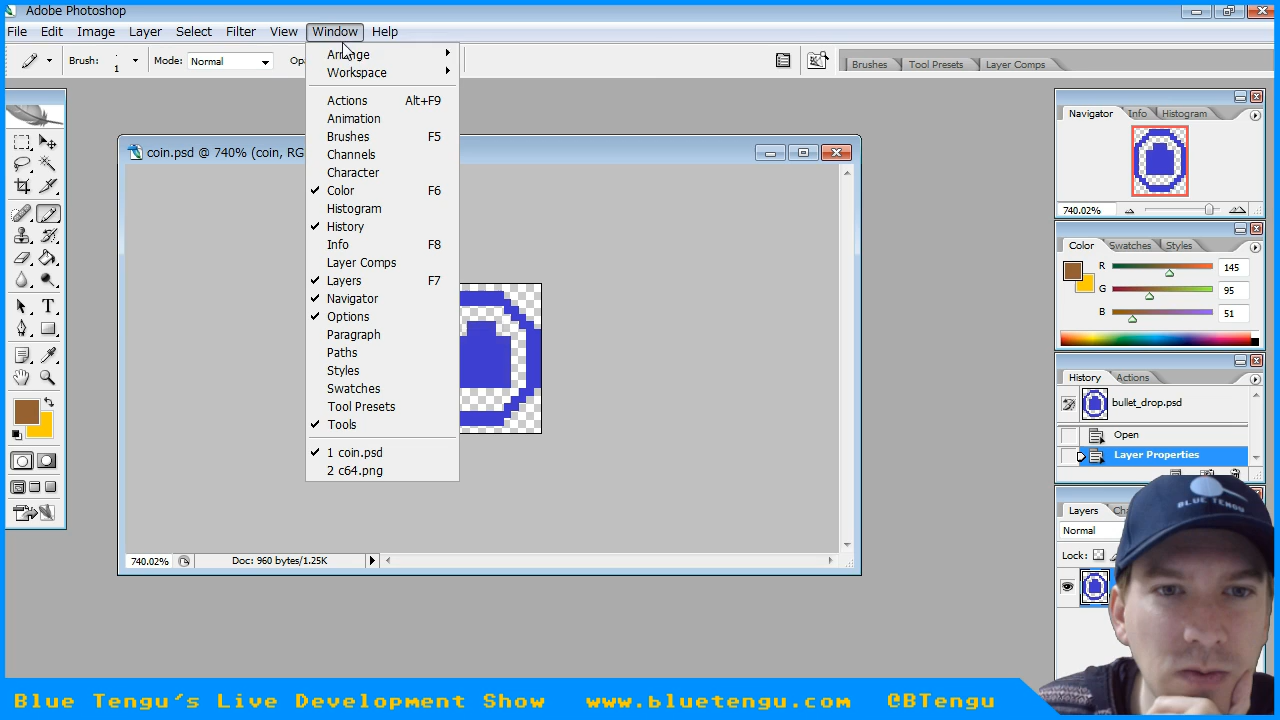 Adobe Photoshop
File Edit Image Layer Select Filter View Window Help
Brush: 1 Mode: Normal
Brushes Tool Presets Layer Comps
Arrange
Workspace
Actions Alt+F9
Animation
Brushes F5
Channels
Character
Color F6
Histogram
History
Info F8
Layer Comps
Layers F7
Navigator
Options
Paragraph
Paths
Styles
Swatches
Tool Presets
Tools
1 coin.psd
2 c64.png
coin.psd @ 740% (coin, RG
740.02% Doc: 960 bytes/1.25K
Navigator Info Histogram
740.02%
Color Swatches Styles
R 145
G 95
B 51
History Actions
bullet_drop.psd
Open
Layer Properties
Layers
Normal
Lock:
BLUE TENGU
Blue Tengu's Live Development Show www.bluetengu.com @BTengu